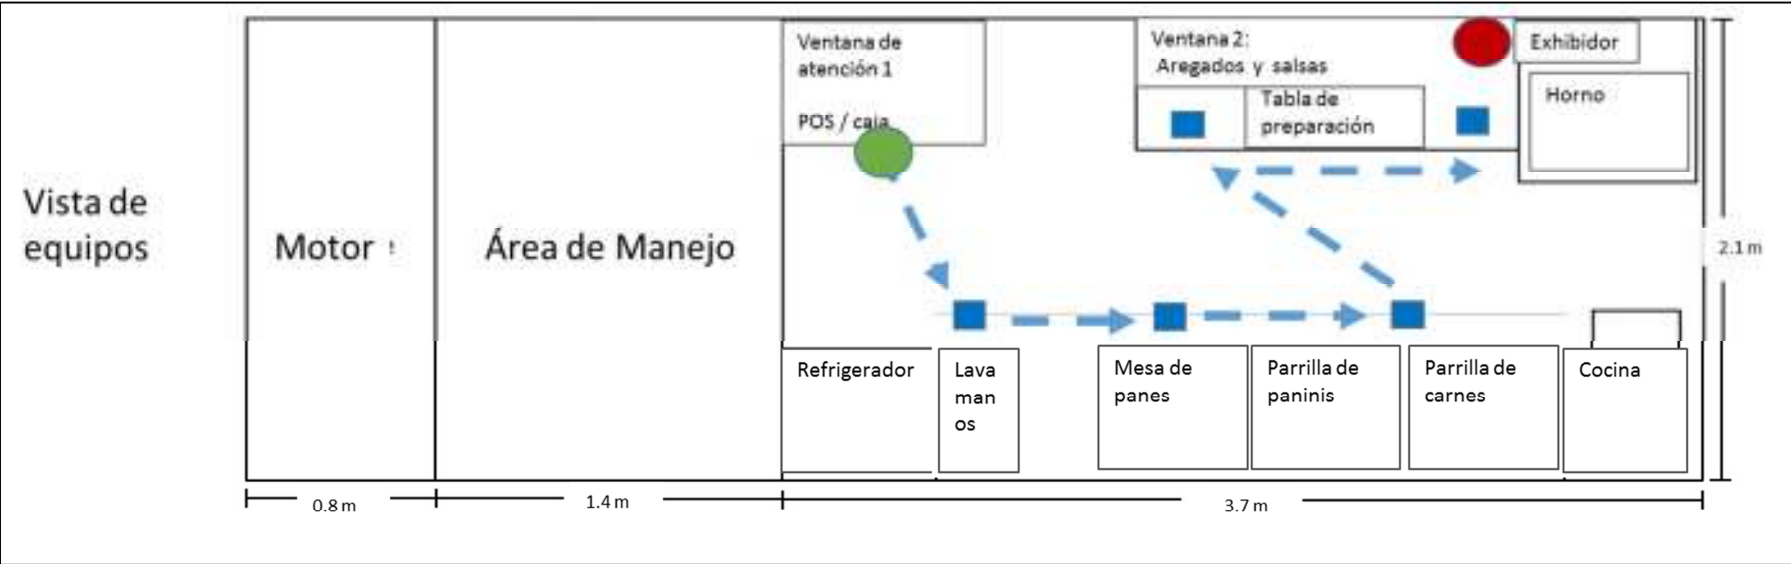 Vista de
equipos
Motor
Área de Manejo
Ventana de
atención 1
POS / caja
Ventana 2:
Aregados y salsas
Tabla de
preparación
Exhibidor
Horno
2.1 m
Refrigerador
Lava
man
os
Mesa de
panes
Parrilla de
paninis
Parrilla de
carnes
Cocina
0.8 m
1.4 m
3.7 m